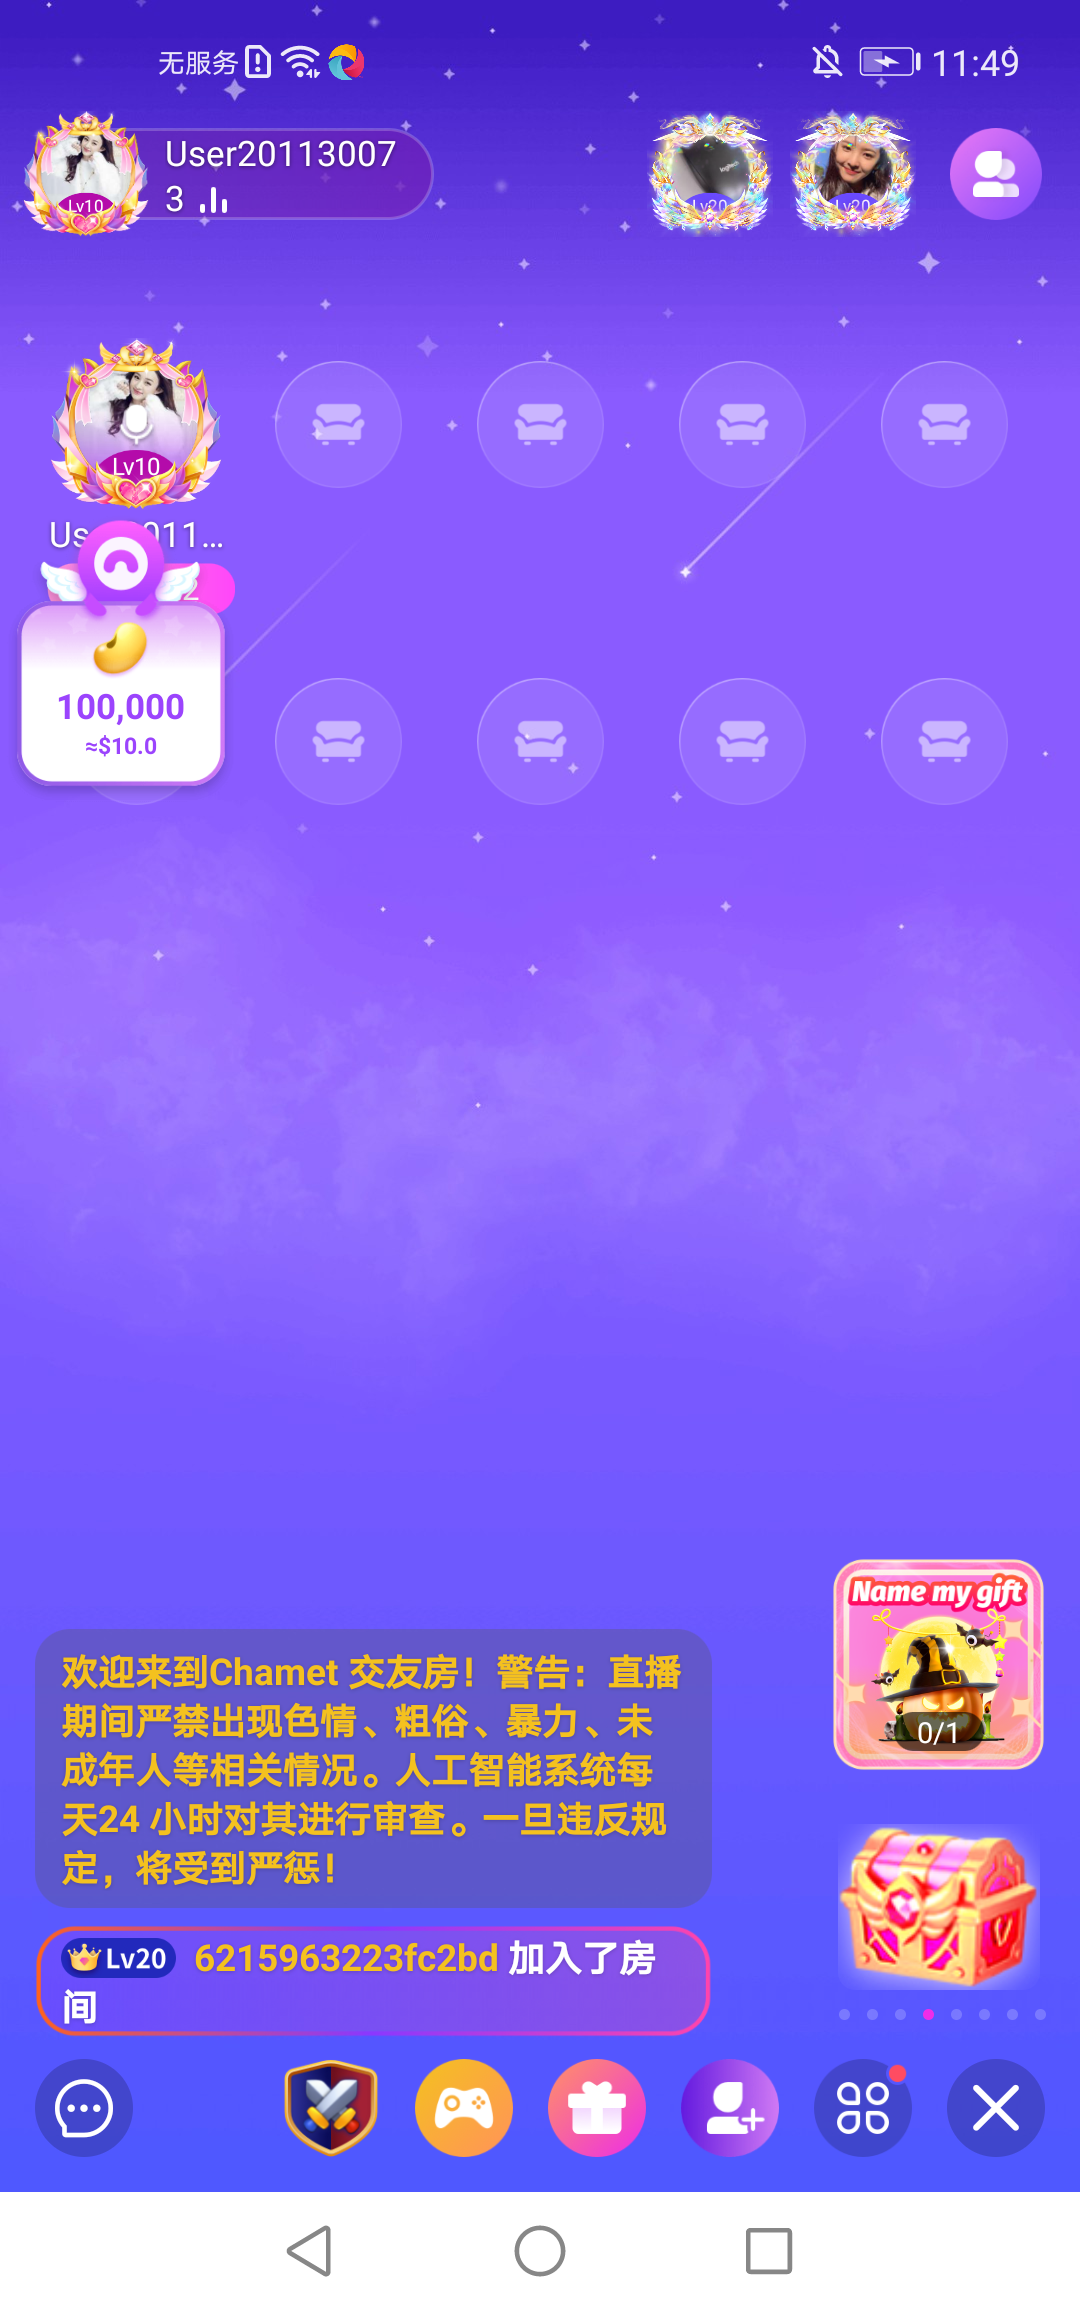 无服务
11:49
User20113007
3
Lv10
Lv20
Lv20
Lv10
100,000
≈$10.0
Name my gift
0/1
欢迎来到Chamet 交友房！警告：直播
期间严禁出现色情、粗俗、暴力、未
成年人等相关情况。人工智能系统每
天24 小时对其进行审查。一旦违反规
定，将受到严惩！
Lv20 6215963223fc2bd 加入了房
间